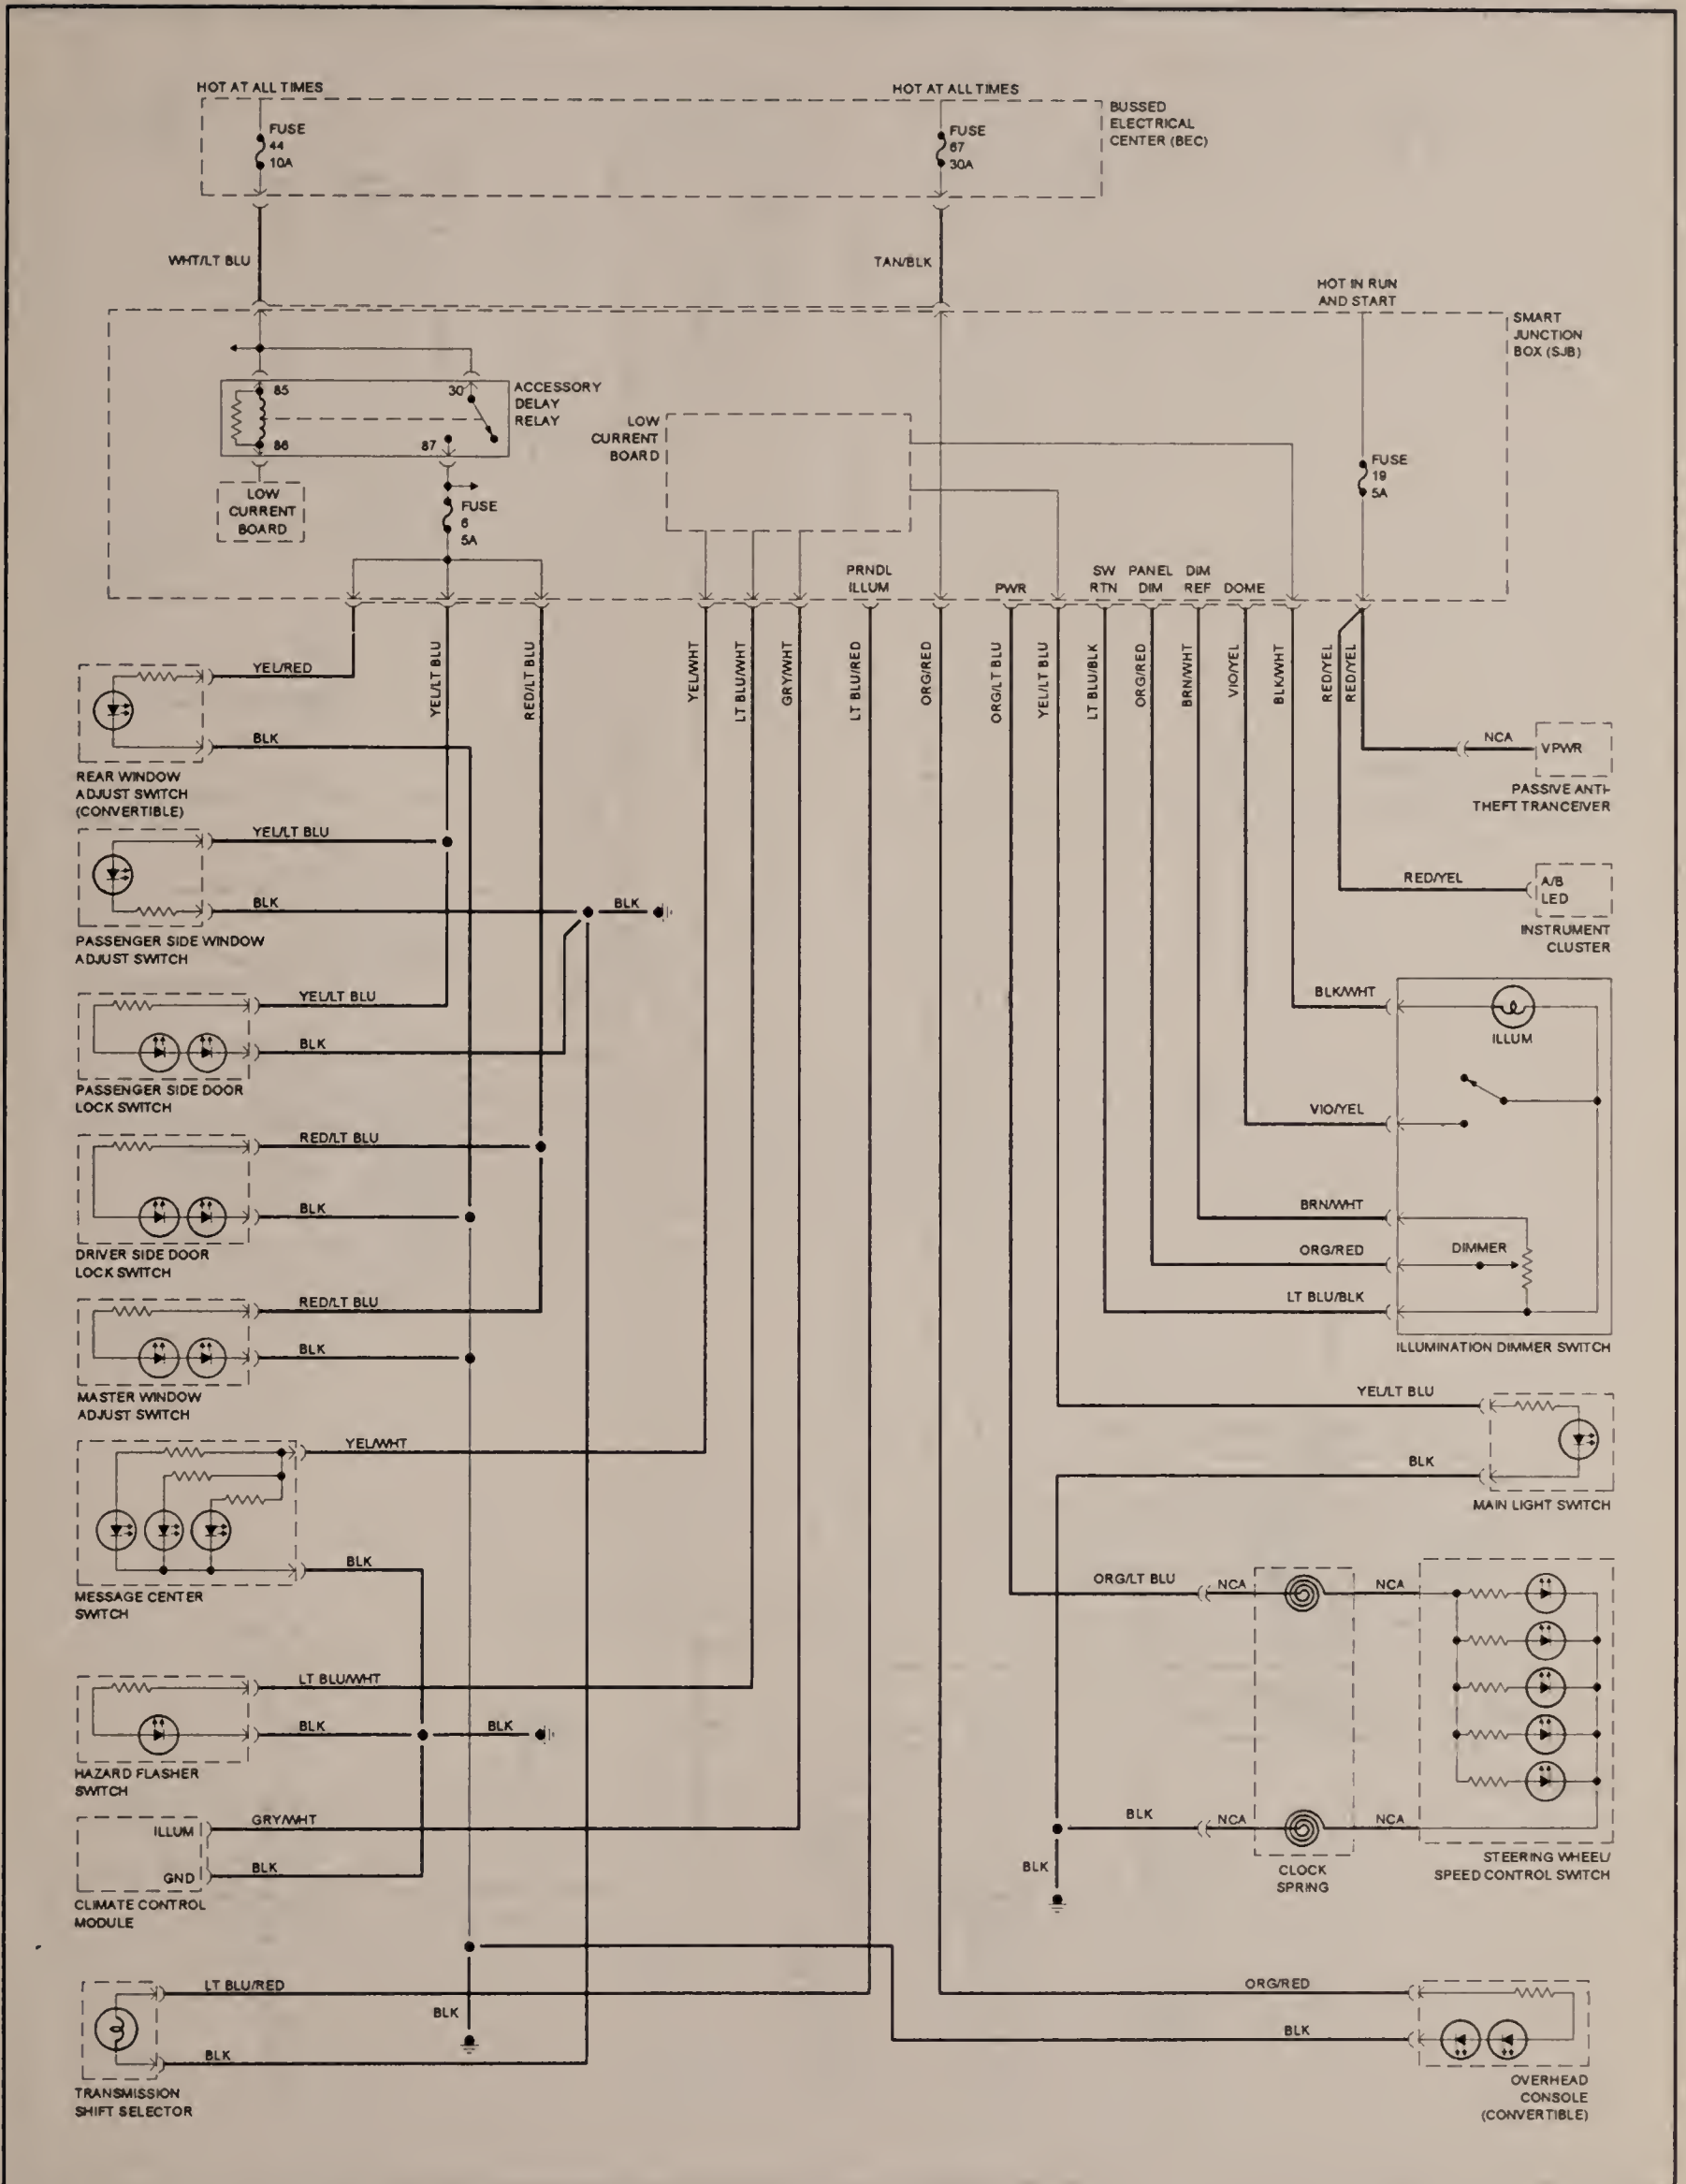 HOT AT ALL TIMES
HOT AT ALL TIMES
FUSE
44
10A
FUSE
67
30A
BUSSED
ELECTRICAL
CENTER (BEC)
WHT/LT BLU
TAN/BLK
HOT IN RUN
AND START
SMART
JUNCTION
BOX (SJB)
85
30
86
87
ACCESSORY
DELAY
RELAY
LOW
CURRENT
BOARD
LOW
CURRENT
BOARD
FUSE
6
5A
FUSE
19
5A
PRNDL
ILLUM
PWR
SW
RTN
PANEL
DIM
DIM
REF
DOME
YEL/LT BLU
RED/LT BLU
YEL/WHT
LT BLU/WHT
GRY/WHT
LT BLU/RED
ORG/RED
ORG/LT BLU
YEL/LT BLU
LT BLU/BLK
ORG/RED
BRN/WHT
VIO/YEL
BLK/WHT
RED/YEL
RED/YEL
YEL/RED
BLK
REAR WINDOW
ADJUST SWITCH
(CONVERTIBLE)
NCA
VPWR
PASSIVE ANTI-
THEFT TRANCEIVER
YEL/LT BLU
BLK
BLK
PASSENGER SIDE WINDOW
ADJUST SWITCH
RED/YEL
A/B
LED
INSTRUMENT
CLUSTER
YEL/LT BLU
BLK
PASSENGER SIDE DOOR
LOCK SWITCH
BLK/WHT
ILLUM
VIO/YEL
BRN/WHT
ORG/RED
DIMMER
LT BLU/BLK
ILLUMINATION DIMMER SWITCH
RED/LT BLU
BLK
DRIVER SIDE DOOR
LOCK SWITCH
RED/LT BLU
BLK
MASTER WINDOW
ADJUST SWITCH
YEL/LT BLU
BLK
MAIN LIGHT SWITCH
YEL/WHT
BLK
MESSAGE CENTER
SWITCH
ORG/LT BLU
NCA
NCA
LT BLU/WHT
BLK
BLK
HAZARD FLASHER
SWITCH
BLK
NCA
NCA
CLOCK
SPRING
STEERING WHEEL/
SPEED CONTROL SWITCH
BLK
ILLUM
GRY/WHT
GND
BLK
CLIMATE CONTROL
MODULE
LT BLU/RED
BLK
BLK
TRANSMISSION
SHIFT SELECTOR
ORG/RED
BLK
OVERHEAD
CONSOLE
(CONVERTIBLE)